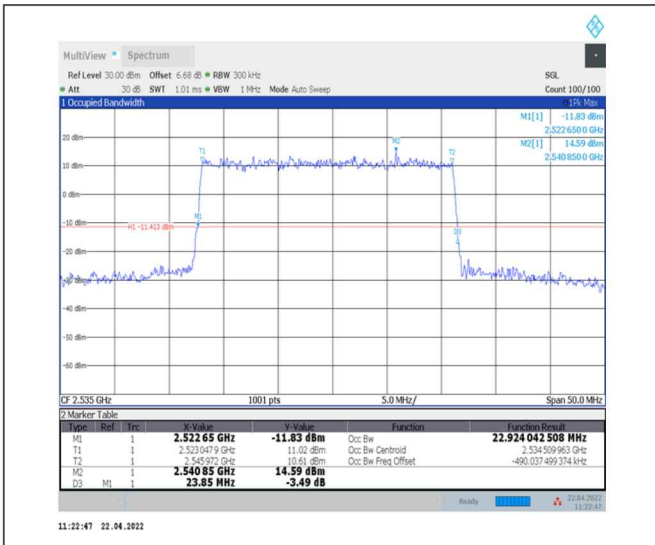 MultiView Spectrum
Ref Level 30.00 dBm Offset 6.68 dB RBW 300 kHz SGL
Att 30 dB SWT 1.01 ms VBW 1 MHz Mode Auto Sweep Count 100/100
1 Occupied Bandwidth 1Pk Max
M1[1] -11.83 dBm
2.522650 0 GHz
M2[1] 14.59 dBm
2.540850 0 GHz
20 dBm
T1 M2 T2
10 dBm
0 dBm
M1
-10 dBm
H1 -11.413 dBm
D3
-20 dBm
-30 dBm
-40 dBm
-50 dBm
-60 dBm
CF 2.535 GHz 1001 pts 5.0 MHz/ Span 50.0 MHz
2 Marker Table
Type Ref Trc X-Value Y-Value Function Function Result
M1 1 2.522 65 GHz -11.83 dBm Occ Bw 22.924 042 508 MHz
T1 1 2.523 047 9 GHz 11.02 dBm Occ Bw Centroid 2.534 509 963 GHz
T2 1 2.545 972 GHz 10.61 dBm Occ Bw Freq Offset -490.037 499 374 kHz
M2 1 2.540 85 GHz 14.59 dBm
D3 M1 1 23.85 MHz -3.49 dB
Ready 22.04.2022
11:22:47
11:22:47 22.04.2022